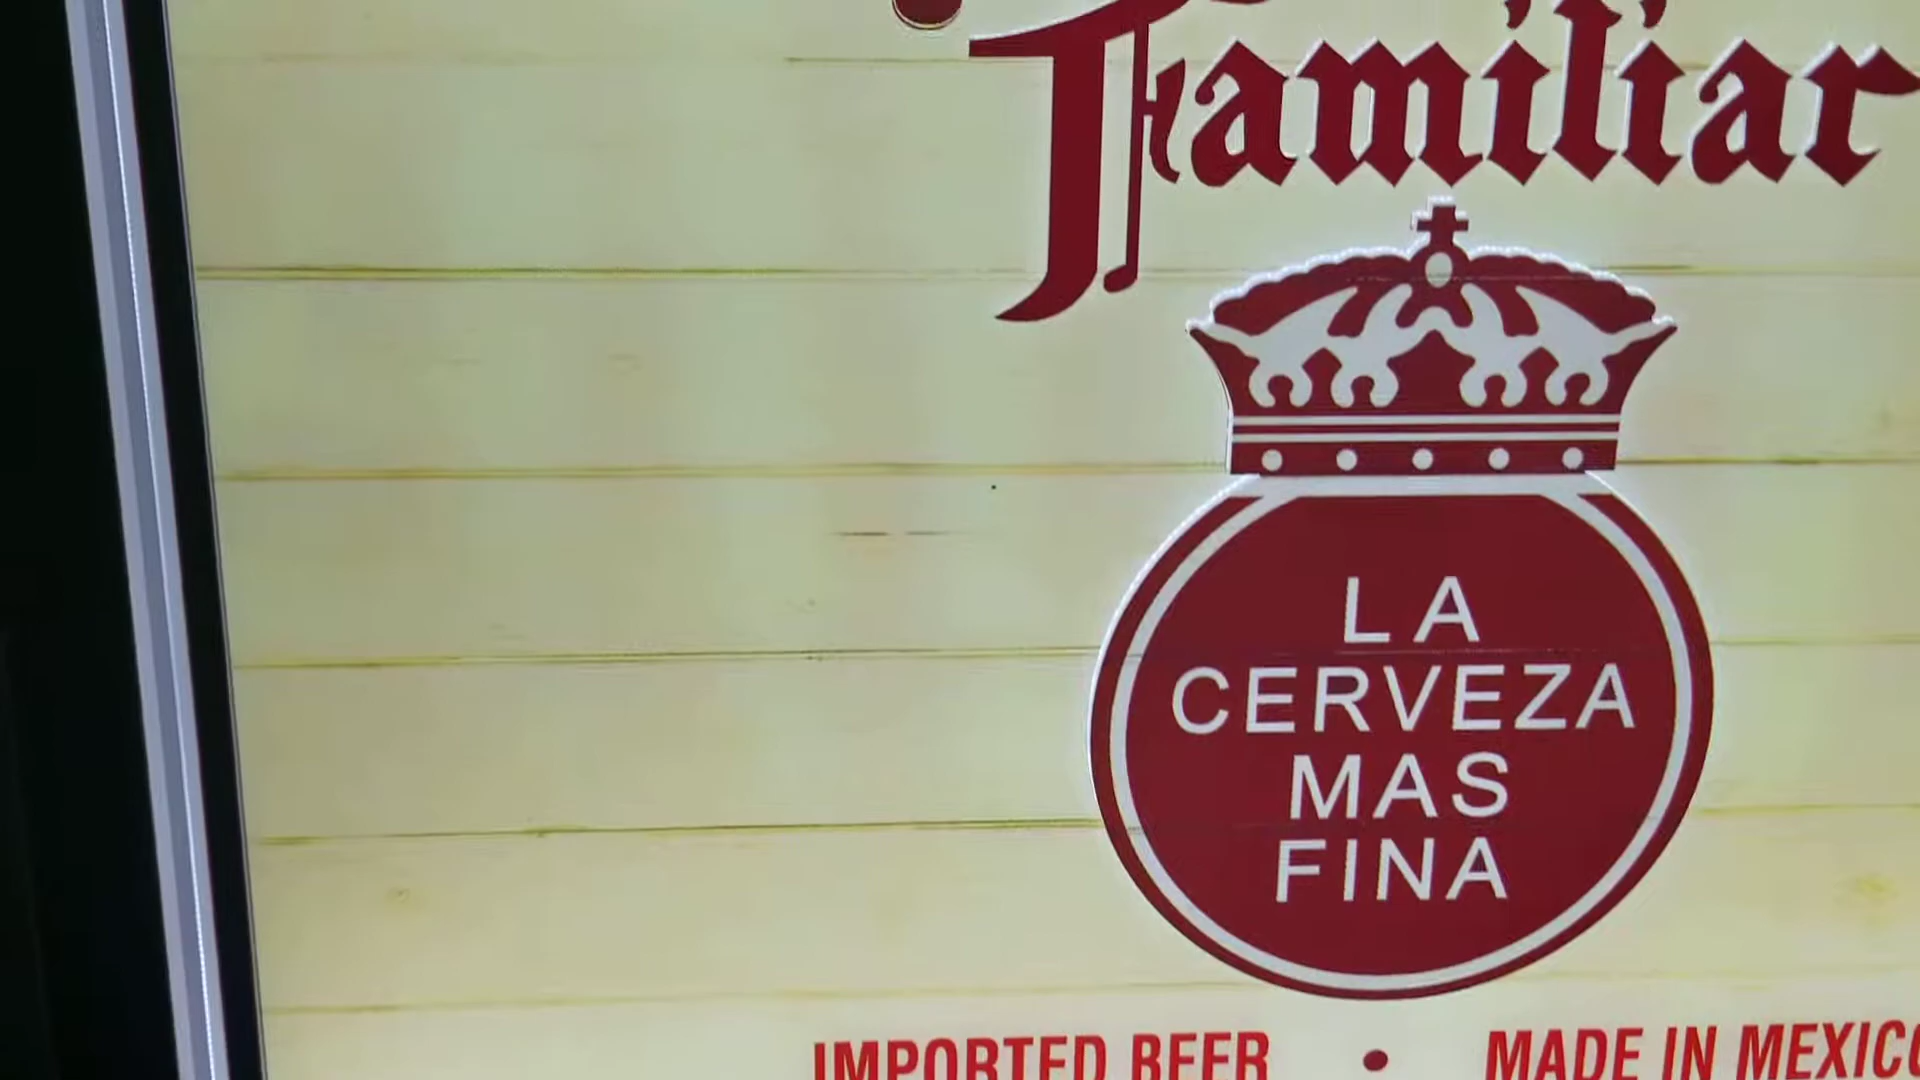 Familiar
LA
CERVEZA
MAS
FINA
IMPORTED BEER • MADE IN MEXICO